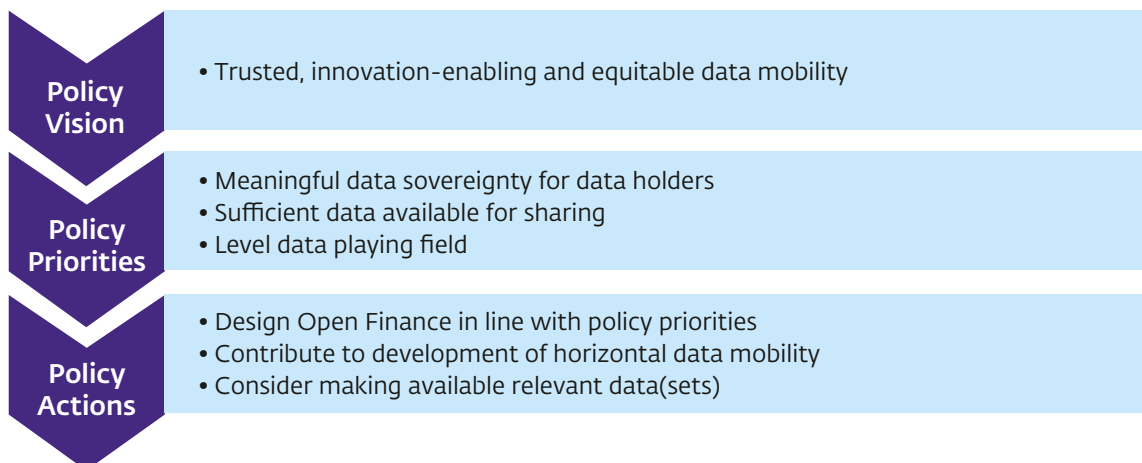 Policy
Vision
• Trusted, innovation-enabling and equitable data mobility
Policy
Priorities
• Meaningful data sovereignty for data holders
• Sufficient data available for sharing
• Level data playing field
Policy
Actions
• Design Open Finance in line with policy priorities
• Contribute to development of horizontal data mobility
• Consider making available relevant data(sets)